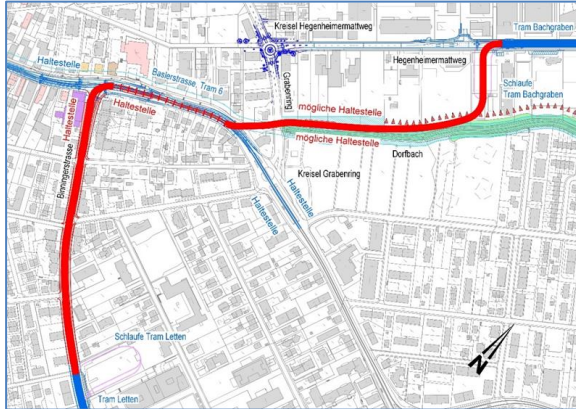 Kreisel Hegenheimermattweg
Tram Bachgraben
Hegenheimermattweg
Haltestelle
Baslerstrasse Tram 6
Grabenring
Schlaufe
Tram Bachgraben
mögliche Haltestelle
Haltestelle
Haltestelle
mögliche Haltestelle
Dorfbach
Binningerstrasse
Kreisel Grabenring
Haltestelle
Haltestelle
Schlaufe Tram Letten
N
Tram Letten